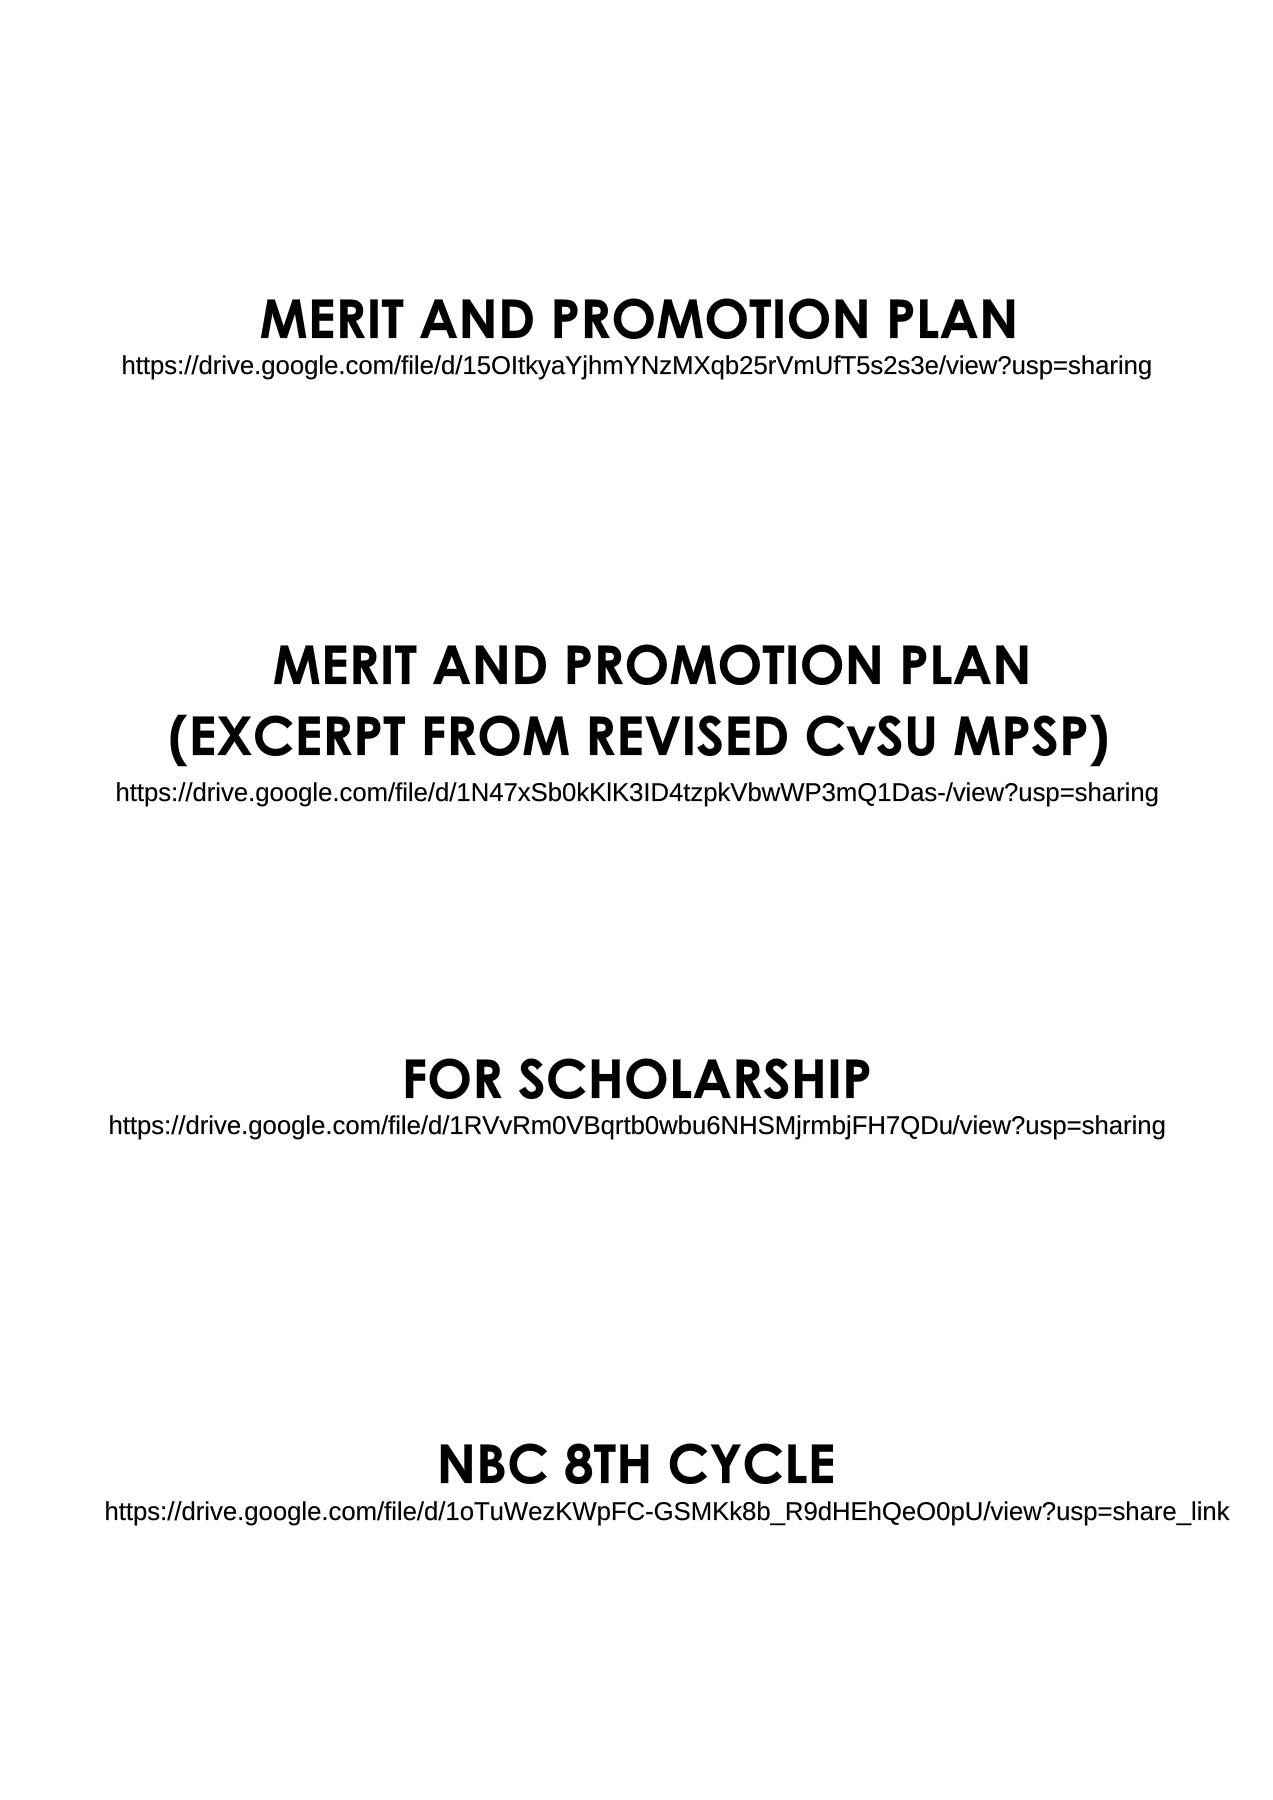 MERIT AND PROMOTION PLAN
https://drive.google.com/file/d/15OItkyaYjhmYNzMXqb25rVmUfT5s2s3e/view?usp=sharing
MERIT AND PROMOTION PLAN
(EXCERPT FROM REVISED CvSU MPSP)
https://drive.google.com/file/d/1N47xSb0kKlK3ID4tzpkVbwWP3mQ1Das-/view?usp=sharing
FOR SCHOLARSHIP
https://drive.google.com/file/d/1RVvRm0VBqrtb0wbu6NHSMjrmbjFH7QDu/view?usp=sharing
NBC 8TH CYCLE
https://drive.google.com/file/d/1oTuWezKWpFC-GSMKk8b_R9dHEhQeO0pU/view?usp=share_link